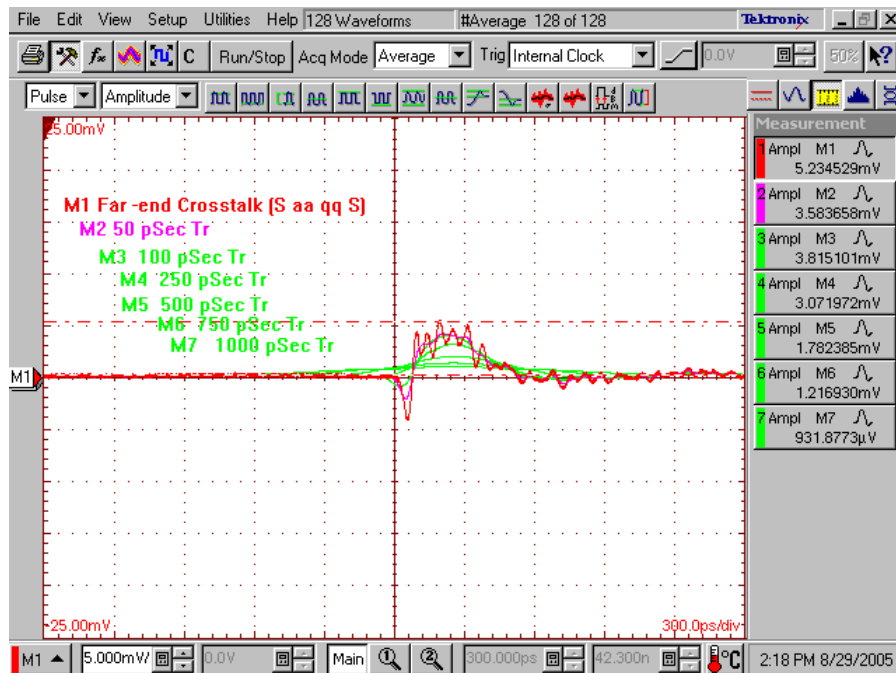 File Edit View Setup Utilities Help 128 Waveforms #Average 128 of 128 Tektronix
fx C Run/Stop Acq Mode Average Trig Internal Clock 0.0V 50%
Pulse Amplitude
25.00mV
M1 Far -end Crosstalk (S aa qq S)
M2 50 pSec Tr
M3 100 pSec Tr
M4 250 pSec Tr
M5 500 pSec Tr
M6 750 pSec Tr
M7 1000 pSec Tr
M1
-25.00mV 300.0ps/div
Measurement
1 Ampl M1
5.234529mV
2 Ampl M2
3.583658mV
3 Ampl M3
3.815101mV
4 Ampl M4
3.071972mV
5 Ampl M5
1.782385mV
6 Ampl M6
1.216930mV
7 Ampl M7
931.8773µV
M1 5.000mV/ 0.0V Main 1 2 300.000ps 42.300n °C 2:18 PM 8/29/2005